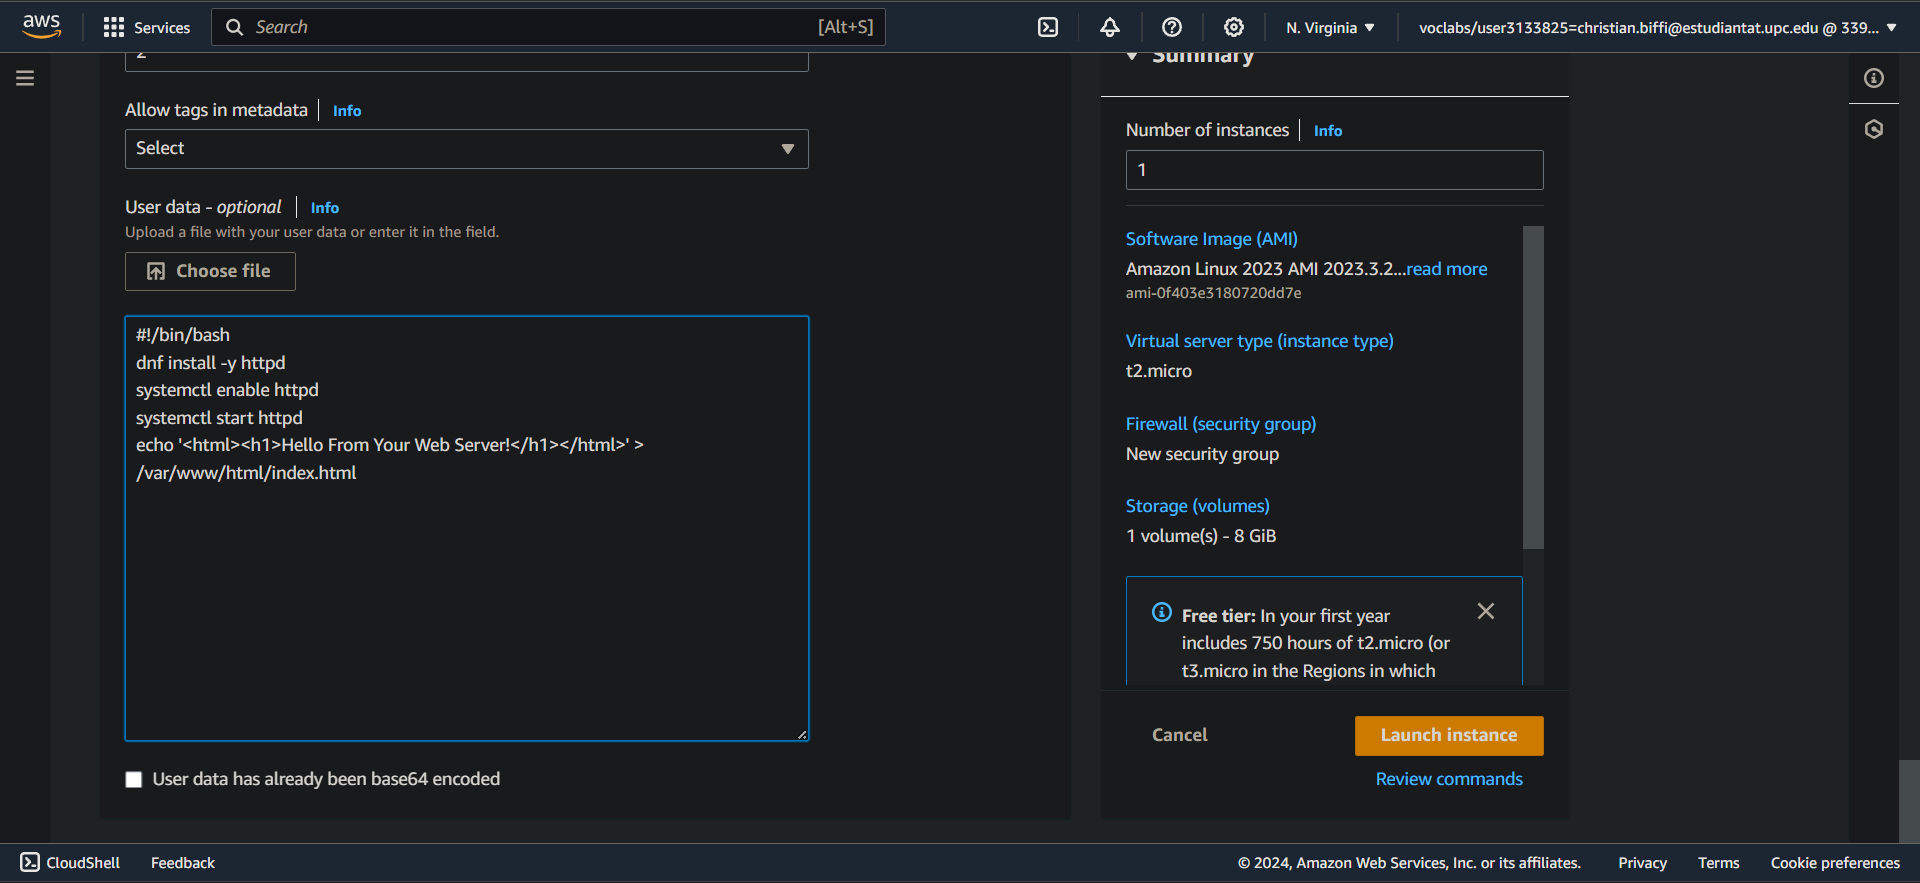 aws
Services
Search
[Alt+S]
N. Virginia
voclabs/user3133825=christian.biffi@estudiantat.upc.edu @ 339...
2
Allow tags in metadata
Info
Select
User data - optional
Info
Upload a file with your user data or enter it in the field.
Choose file
#!/bin/bash
dnf install -y httpd
systemctl enable httpd
systemctl start httpd
echo '<html><h1>Hello From Your Web Server!</h1></html>' >
/var/www/html/index.html
User data has already been base64 encoded
Summary
Number of instances
Info
1
Software Image (AMI)
Amazon Linux 2023 AMI 2023.3.2...read more
ami-0f403e3180720dd7e
Virtual server type (instance type)
t2.micro
Firewall (security group)
New security group
Storage (volumes)
1 volume(s) - 8 GiB
Free tier: In your first year
includes 750 hours of t2.micro (or
t3.micro in the Regions in which
Cancel
Launch instance
Review commands
CloudShell
Feedback
© 2024, Amazon Web Services, Inc. or its affiliates.
Privacy
Terms
Cookie preferences